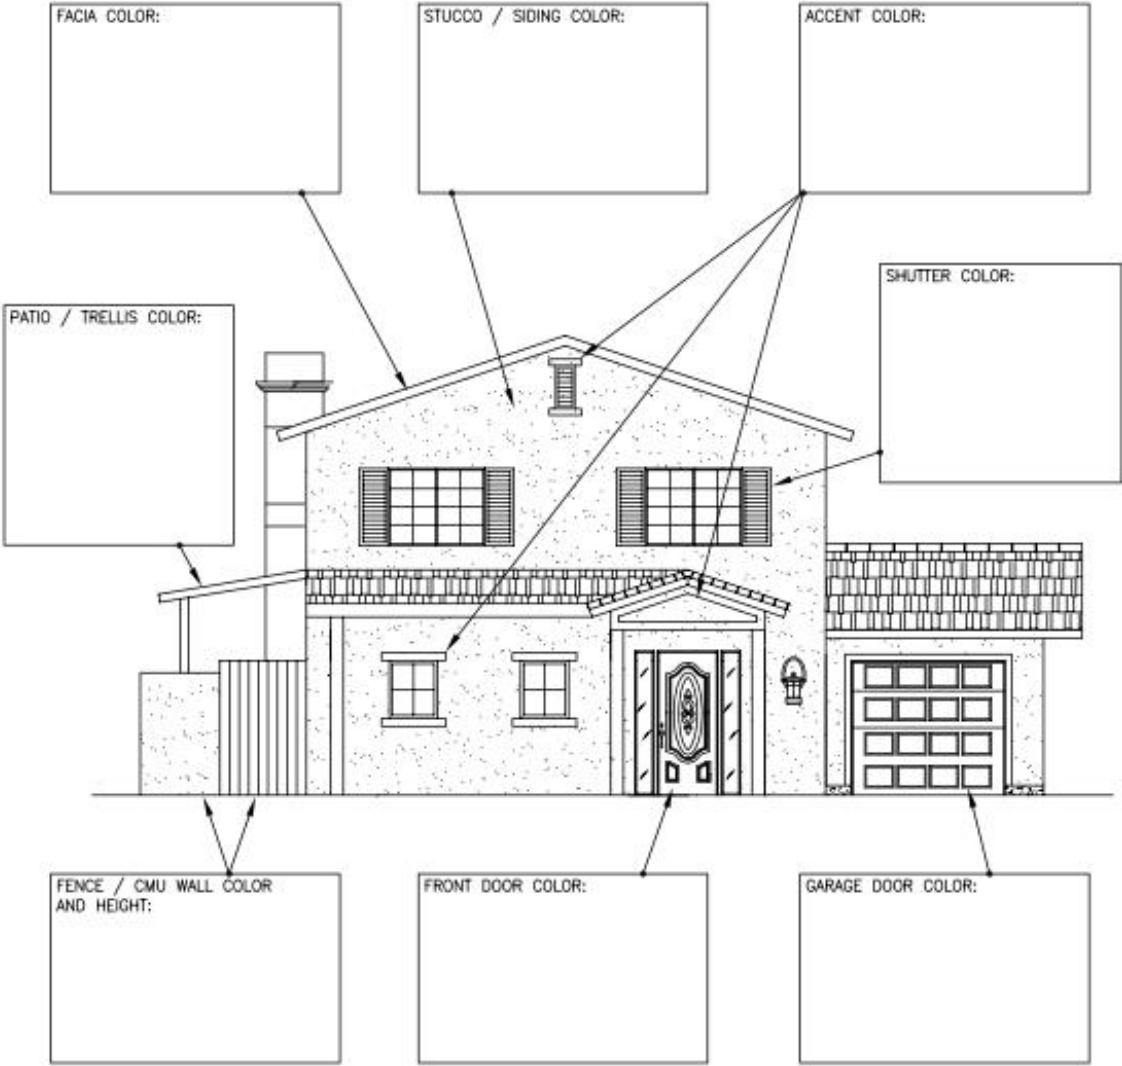 FACIA COLOR:
STUCCO / SIDING COLOR:
ACCENT COLOR:
SHUTTER COLOR:
PATIO / TRELLIS COLOR:
FENCE / CMU WALL COLOR
AND HEIGHT:
FRONT DOOR COLOR:
GARAGE DOOR COLOR: